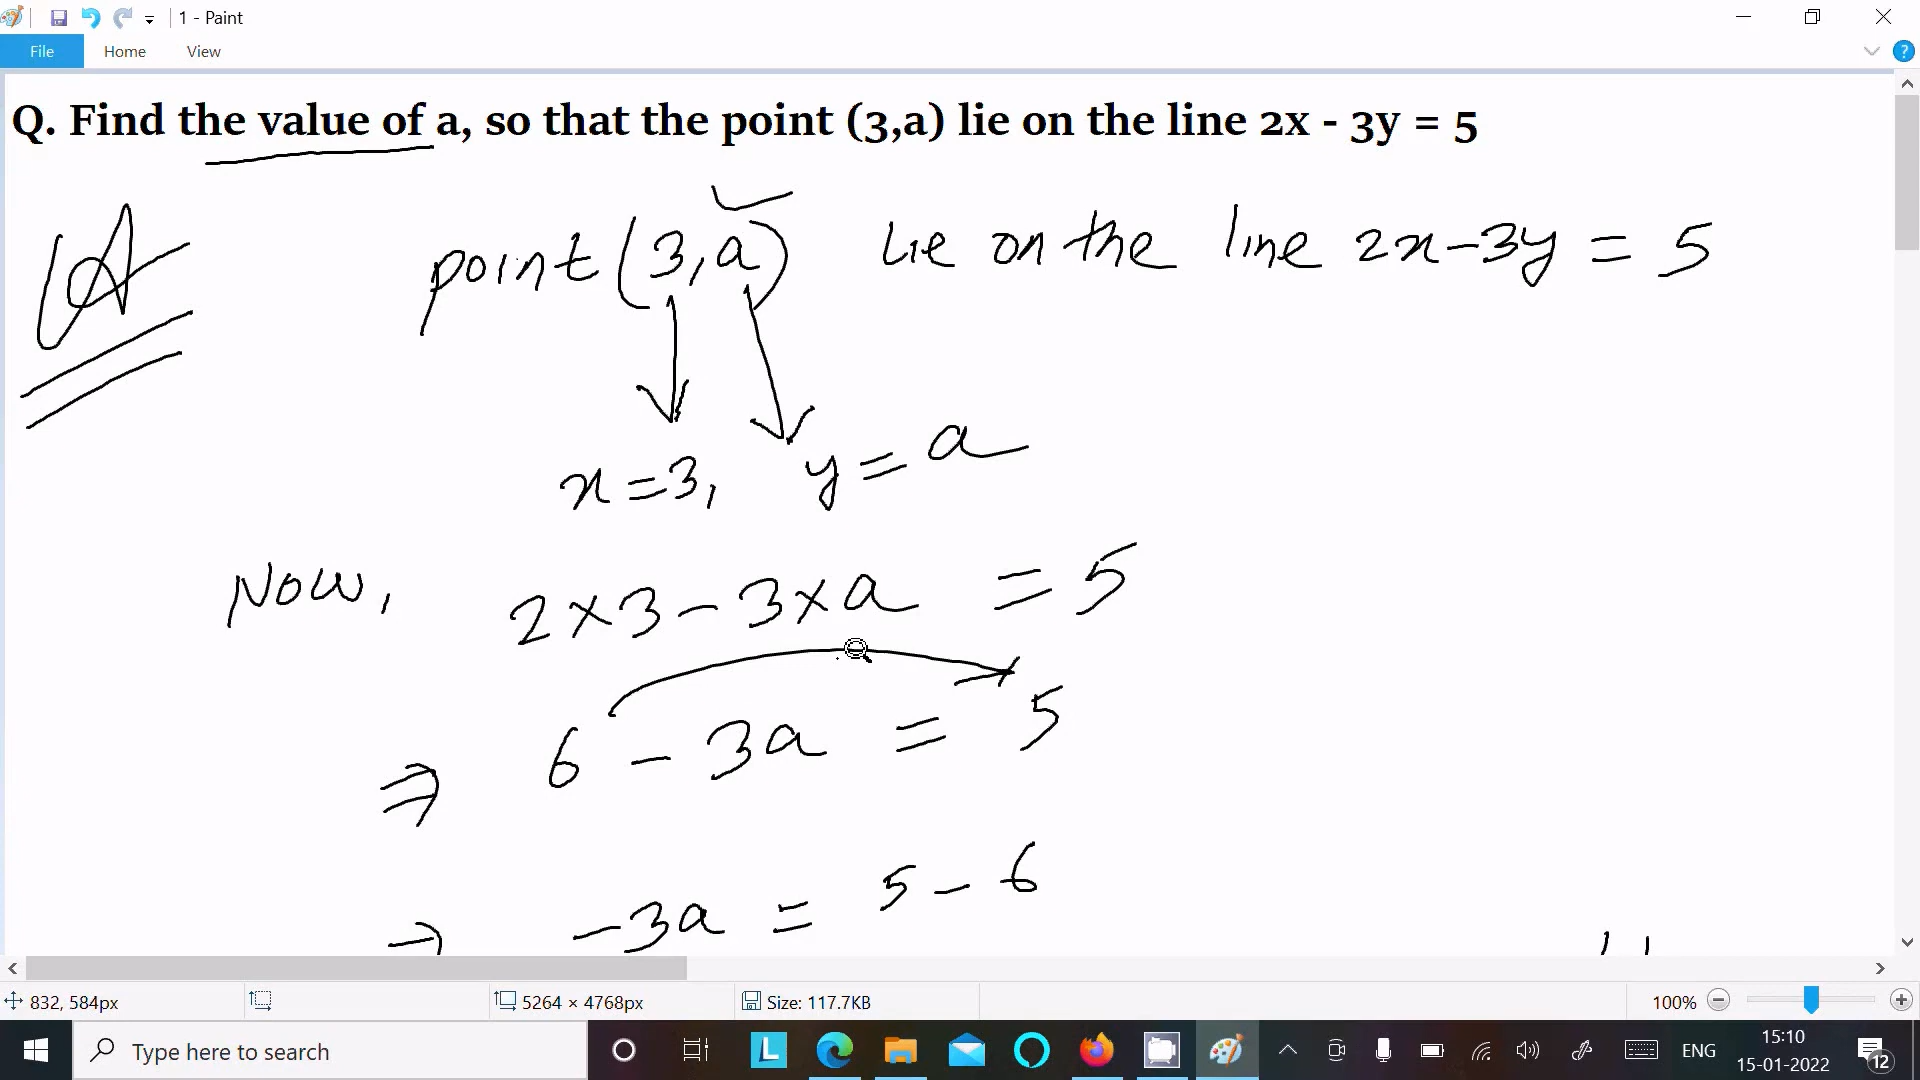 1 - Paint
File Home View
Q. Find the value of a, so that the point (3,a) lie on the line 2x - 3y = 5
A
point (3, a) Lie on the line 2x-3y = 5
x=3, y=a
Now, 2×3-3×a = 5
⇒ 6 - 3a = 5
-3a = 5-6
832, 584px 5264 × 4768px Size: 117.7KB 100%
Type here to search
L
ENG
15:10
15-01-2022
12